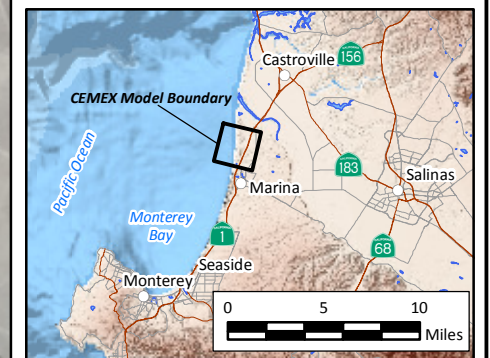 Castroville
156
CEMEX Model Boundary
Pacific Ocean
183
Salinas
Marina
Monterey
Bay
1
68
Seaside
Monterey
0 5 10
Miles